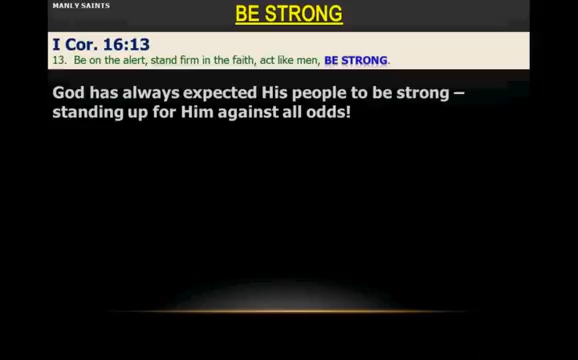 MANLY SAINTS
BE STRONG
I Cor. 16:13
13. Be on the alert, stand firm in the faith, act like men, BE STRONG.
God has always expected His people to be strong –
standing up for Him against all odds!